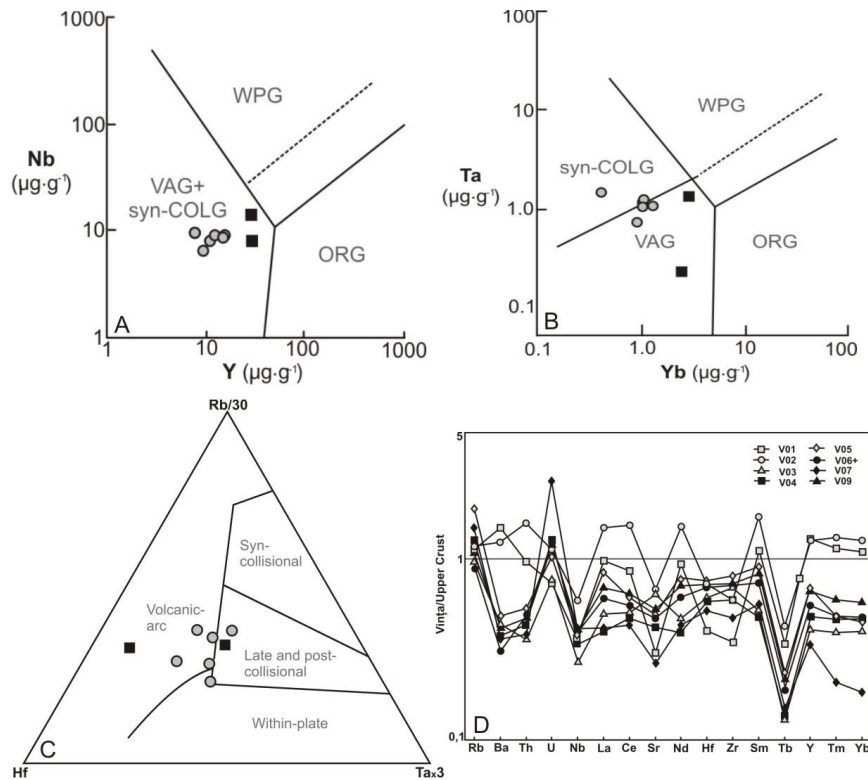 1000
100
Nb
(µg·g-1)
10
1
WPG
VAG+
syn-COLG
ORG
A
1
10
100
1000
Y (µg·g-1)
100
10
Ta
(µg·g-1)
1.0
0.1
WPG
syn-COLG
VAG
ORG
B
0.1
1.0
10
100
Yb (µg·g-1)
Rb/30
Syn-
collisional
Volcanic-
arc
Late and post-
collisional
Within-plate
C
Hf
Tax3
5
1
0,1
Vinţa/Upper Crust
V01 V05
V02 V06+
V03 V07
V04 V09
D
Rb Ba Th U Nb La Ce Sr Nd Hf Zr Sm Tb Y Tm Yb